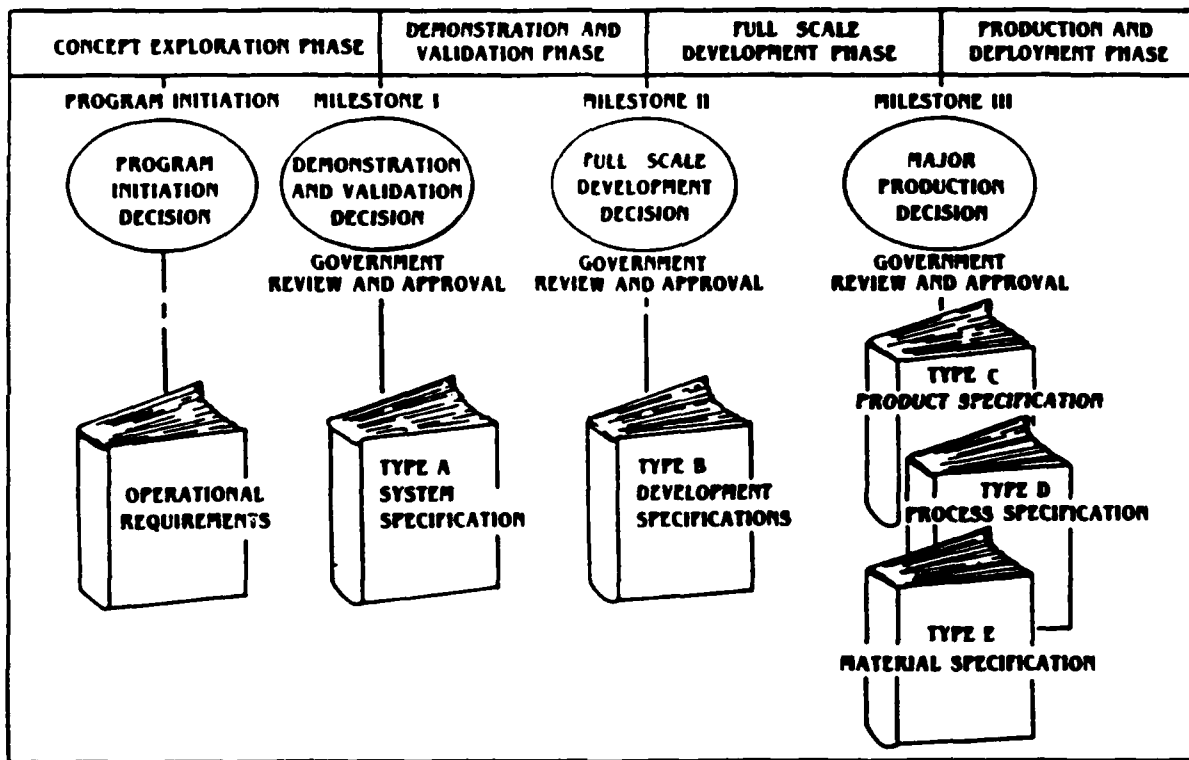 CONCEPT EXPLORATION PHASE
DEMONSTRATION AND
VALIDATION PHASE
FULL SCALE
DEVELOPMENT PHASE
PRODUCTION AND
DEPLOYMENT PHASE
PROGRAM INITIATION
MILESTONE I
MILESTONE II
MILESTONE III
PROGRAM
INITIATION
DECISION
DEMONSTRATION
AND VALIDATION
DECISION
FULL SCALE
DEVELOPMENT
DECISION
MAJOR
PRODUCTION
DECISION
GOVERNMENT
REVIEW AND APPROVAL
GOVERNMENT
REVIEW AND APPROVAL
GOVERNMENT
REVIEW AND APPROVAL
OPERATIONAL
REQUIREMENTS
TYPE A
SYSTEM
SPECIFICATION
TYPE B
DEVELOPMENT
SPECIFICATIONS
TYPE C
PRODUCT SPECIFICATION
TYPE D
PROCESS SPECIFICATION
TYPE E
MATERIAL SPECIFICATION